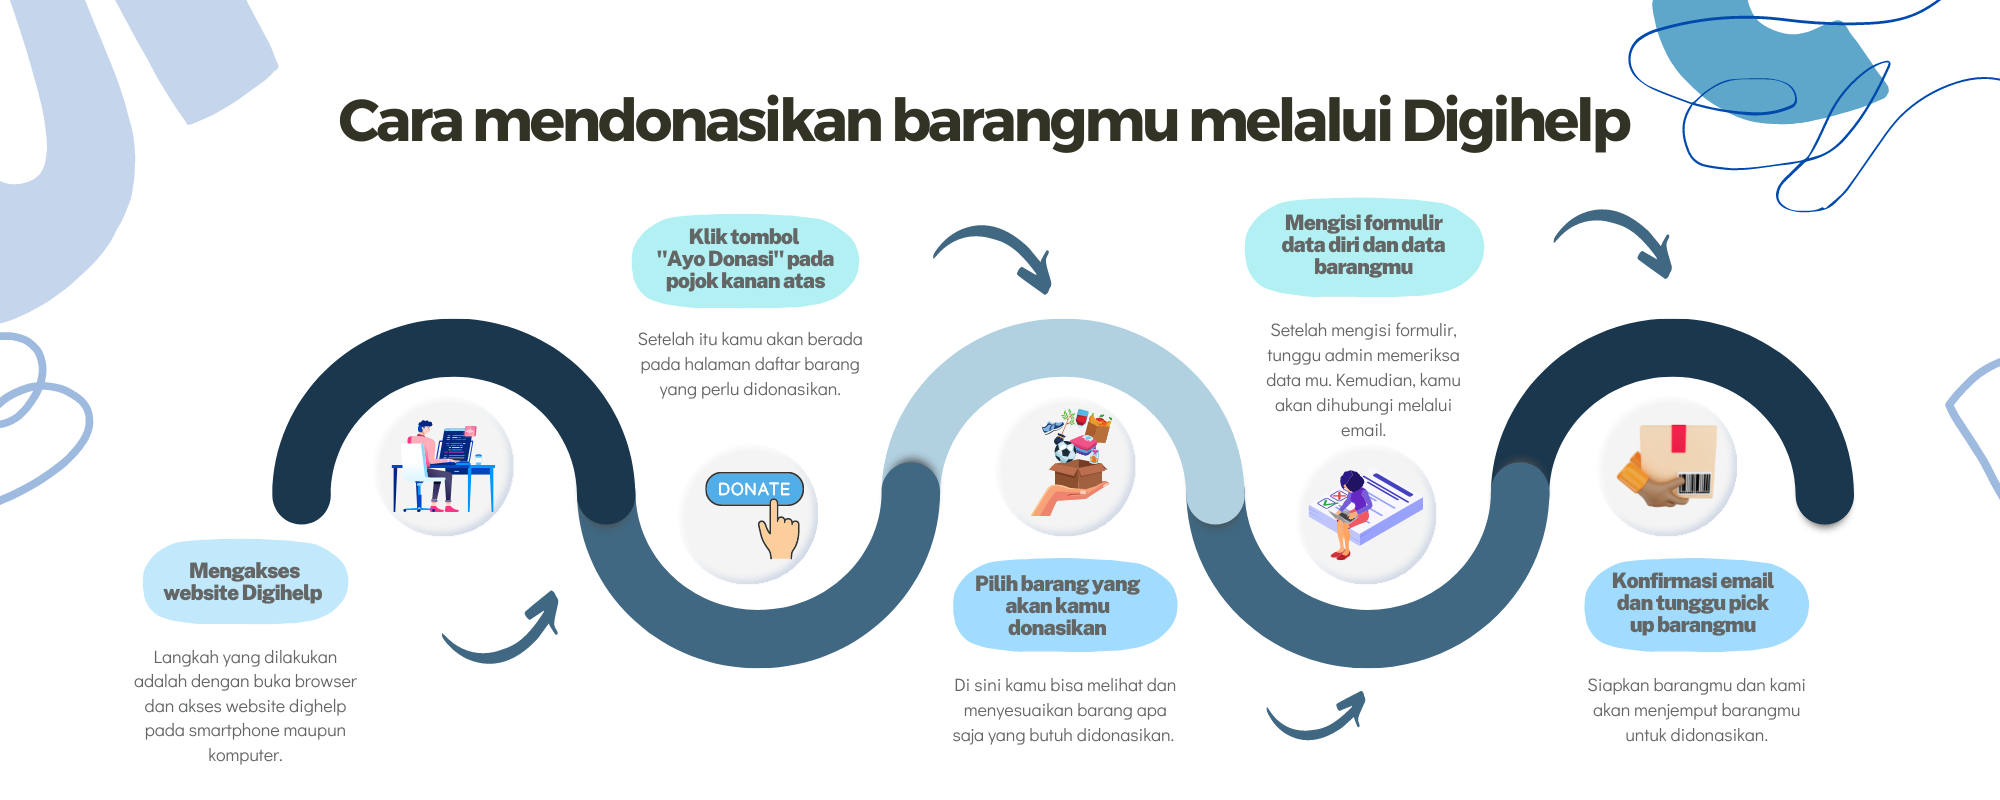 Cara mendonasikan barangmu melalui Digihelp
Mengakses
website Digihelp
Langkah yang dilakukan
adalah dengan buka browser
dan akses website dighelp
pada smartphone maupun
komputer.
Klik tombol
"Ayo Donasi" pada
pojok kanan atas
Setelah itu kamu akan berada
pada halaman daftar barang
yang perlu didonasikan.
DONATE
Pilih barang yang
akan kamu
donasikan
Di sini kamu bisa melihat dan
menyesuaikan barang apa
saja yang butuh didonasikan.
Mengisi formulir
data diri dan data
barangmu
Setelah mengisi formulir,
tunggu admin memeriksa
data mu. Kemudian, kamu
akan dihubungi melalui
email.
Konfirmasi email
dan tunggu pick
up barangmu
Siapkan barangmu dan kami
akan menjemput barangmu
untuk didonasikan.